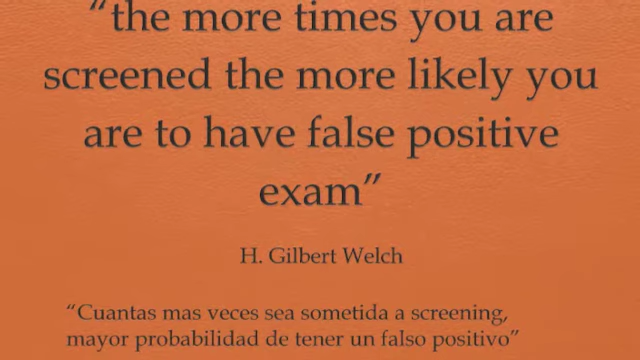 “the more times you are
screened the more likely you
are to have false positive
exam”
H. Gilbert Welch
“Cuantas mas veces sea sometida a screening,
mayor probabilidad de tener un falso positivo”